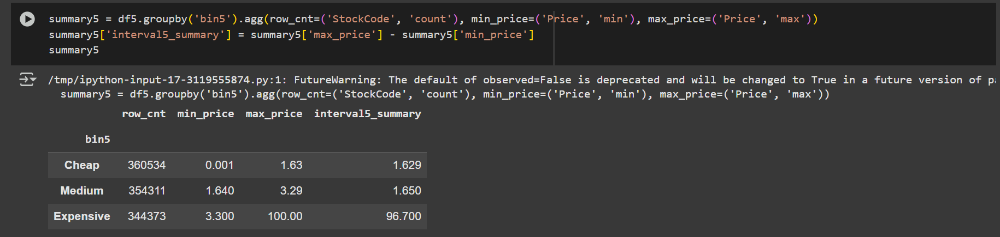 summary5 = df5.groupby('bin5').agg(row_cnt=('StockCode', 'count'), min_price=('Price', 'min'), max_price=('Price', 'max'))
summary5['interval5_summary'] = summary5['max_price'] - summary5['min_price']
summary5
/tmp/ipython-input-17-3119555874.py:1: FutureWarning: The default of observed=False is deprecated and will be changed to True in a future version of
summary5 = df5.groupby('bin5').agg(row_cnt=('StockCode', 'count'), min_price=('Price', 'min'), max_price=('Price', 'max'))
row_cnt min_price max_price interval5_summary
bin5
Cheap 360534 0.001 1.63 1.629
Medium 354311 1.640 3.29 1.650
Expensive 344373 3.300 100.00 96.700